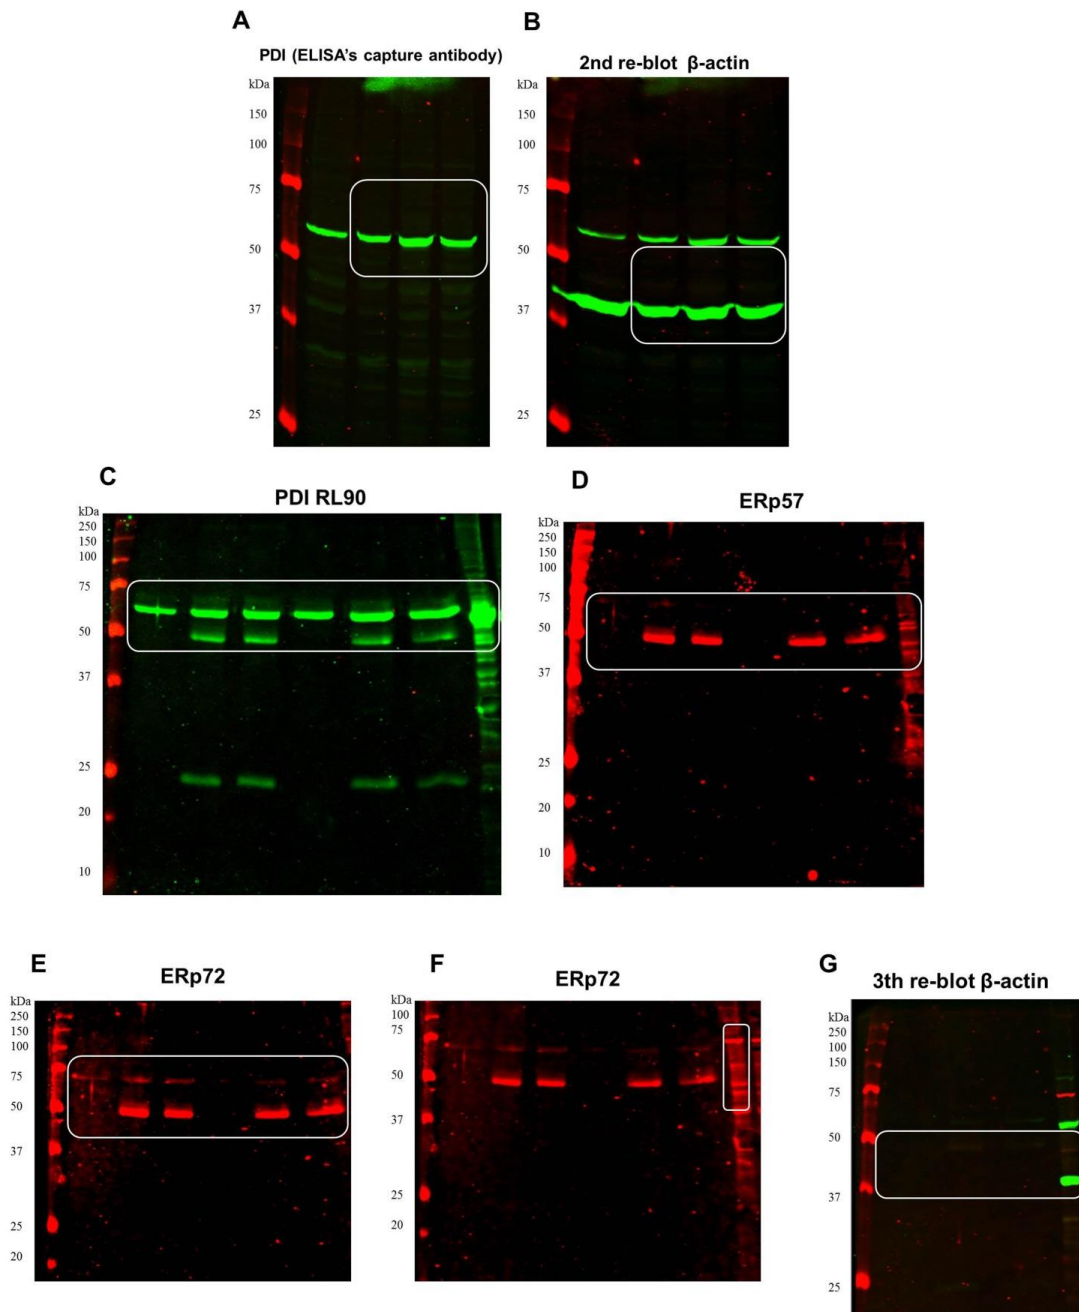 A
PDI (ELISA's capture antibody)
kDa
150
100
75
50
37
25
B
2nd re-blot β-actin
kDa
150
100
75
50
37
25
C
PDI RL90
kDa
250
150
100
75
50
37
25
20
10
D
ERp57
kDa
250
150
100
75
50
37
25
20
10
E
ERp72
kDa
250
150
100
75
50
37
25
20
F
ERp72
kDa
100
75
50
37
25
20
G
3th re-blot β-actin
kDa
250
100
150
75
50
37
25